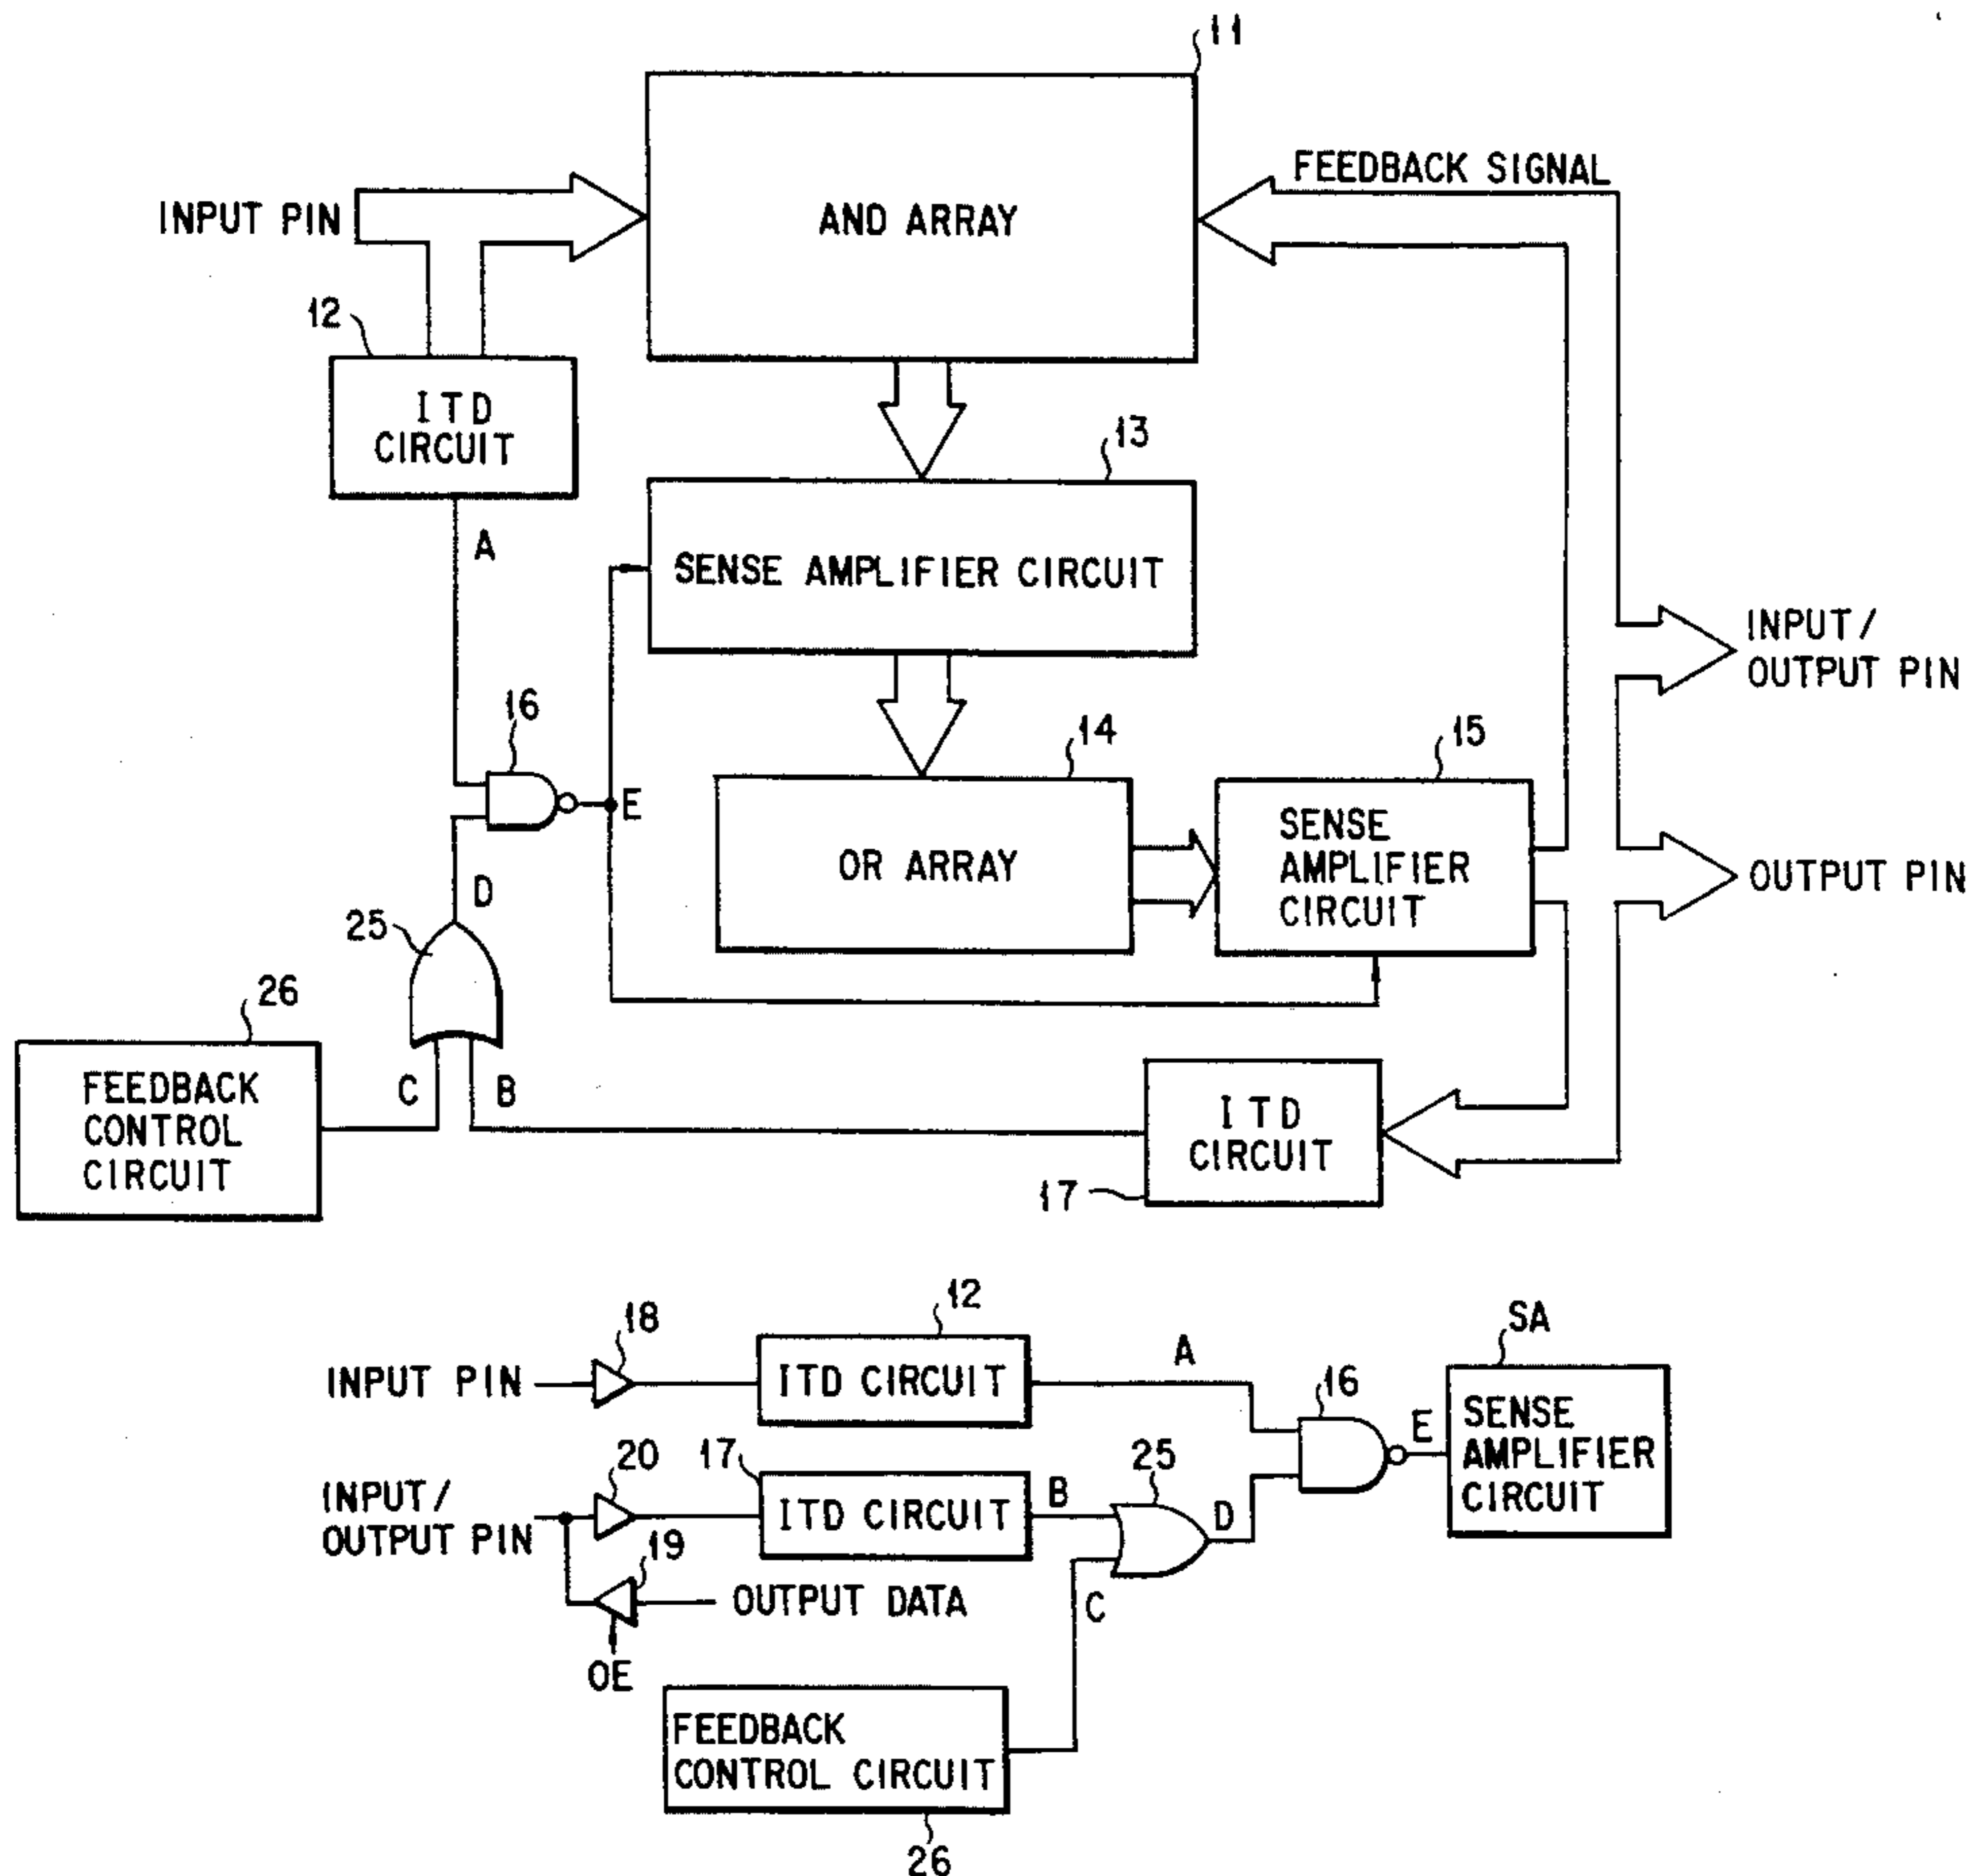 11
FEEDBACK SIGNAL
INPUT PIN
AND ARRAY
12
ITD
CIRCUIT
13
A
SENSE AMPLIFIER CIRCUIT
INPUT/
OUTPUT PIN
16
14
15
E
SENSE
AMPLIFIER
CIRCUIT
OR ARRAY
OUTPUT PIN
D
25
26
FEEDBACK
CONTROL
CIRCUIT
C
B
ITD
CIRCUIT
17
18
12
SA
INPUT PIN
ITD CIRCUIT
A
16
E
SENSE
AMPLIFIER
CIRCUIT
20
17
25
INPUT/
OUTPUT PIN
ITD CIRCUIT
B
D
19
OUTPUT DATA
C
OE
FEEDBACK
CONTROL CIRCUIT
26